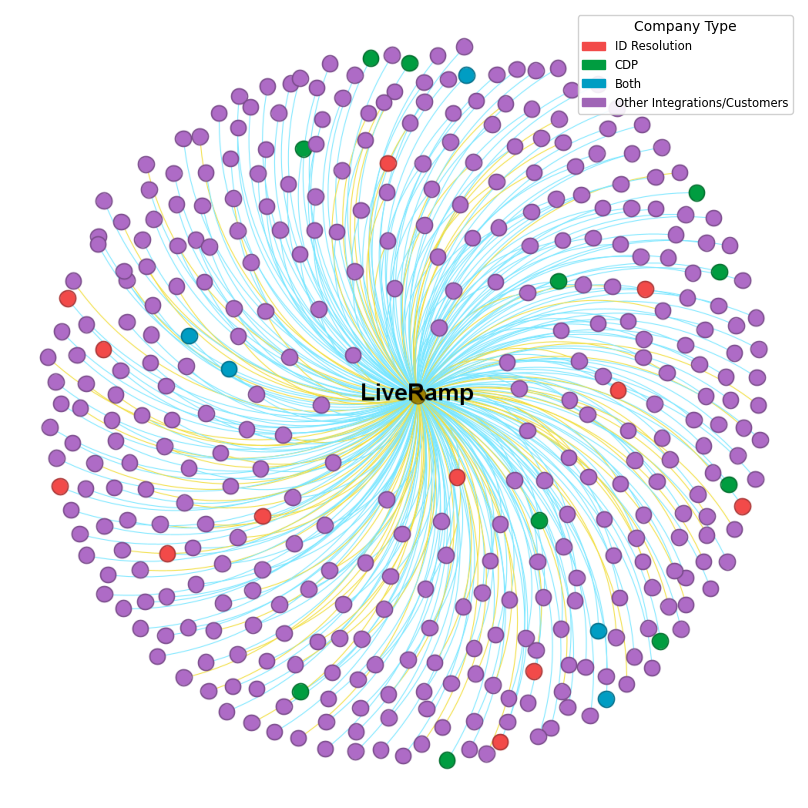 Company Type
ID Resolution
CDP
Both
Other Integrations/Customers
LiveRamp